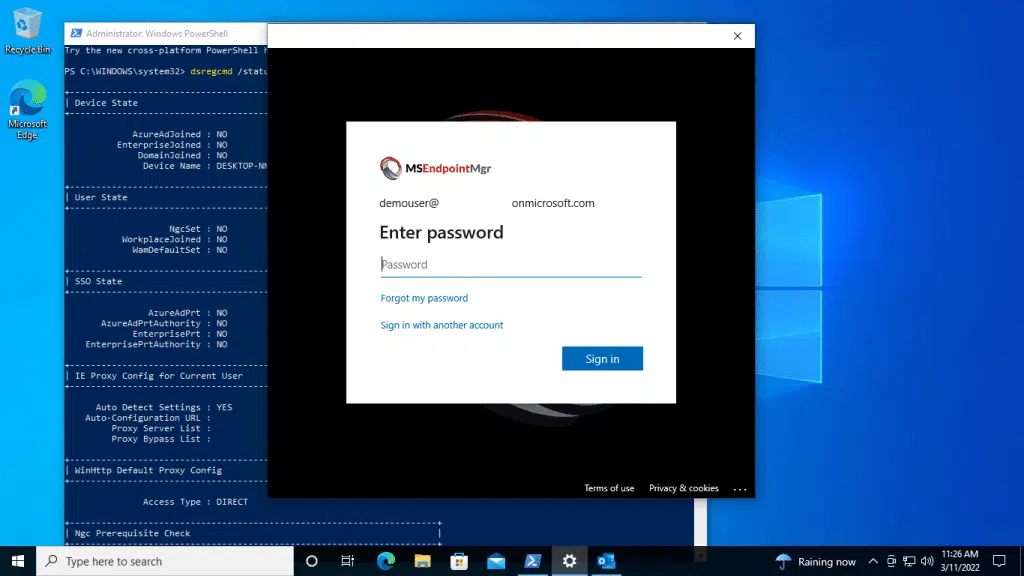 Recycle Bin
Microsoft
Edge
Administrator: Windows PowerShell
Try the new cross-platform PowerShell
PS C:\WINDOWS\system32> dsregcmd /statu
| Device State
AzureAdJoined : NO
EnterpriseJoined : NO
DomainJoined : NO
Device Name : DESKTOP-NN
| User State
NgcSet : NO
WorkplaceJoined : NO
WamDefaultSet : NO
| SSO State
AzureAdPrt : NO
AzureAdPrtAuthority : NO
EnterprisePrt : NO
EnterprisePrtAuthority : NO
| IE Proxy Config for Current User
Auto Detect Settings : YES
Auto-Configuration URL :
Proxy Server List :
Proxy Bypass List :
| WinHttp Default Proxy Config
Access Type : DIRECT
| Ngc Prerequisite Check |
MSEndpointMgr
demouser@ onmicrosoft.com
Enter password
Password
Forgot my password
Sign in with another account
Sign in
Terms of use Privacy & cookies ...
Type here to search
Raining now
11:26 AM
3/11/2022